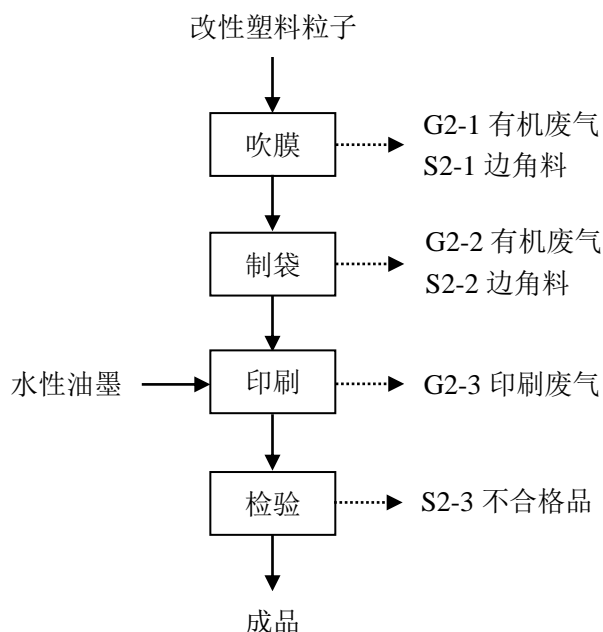 改性塑料粒子
吹膜
G2-1 有机废气
S2-1 边角料
制袋
G2-2 有机废气
S2-2 边角料
水性油墨
印刷
G2-3 印刷废气
检验
S2-3 不合格品
成品